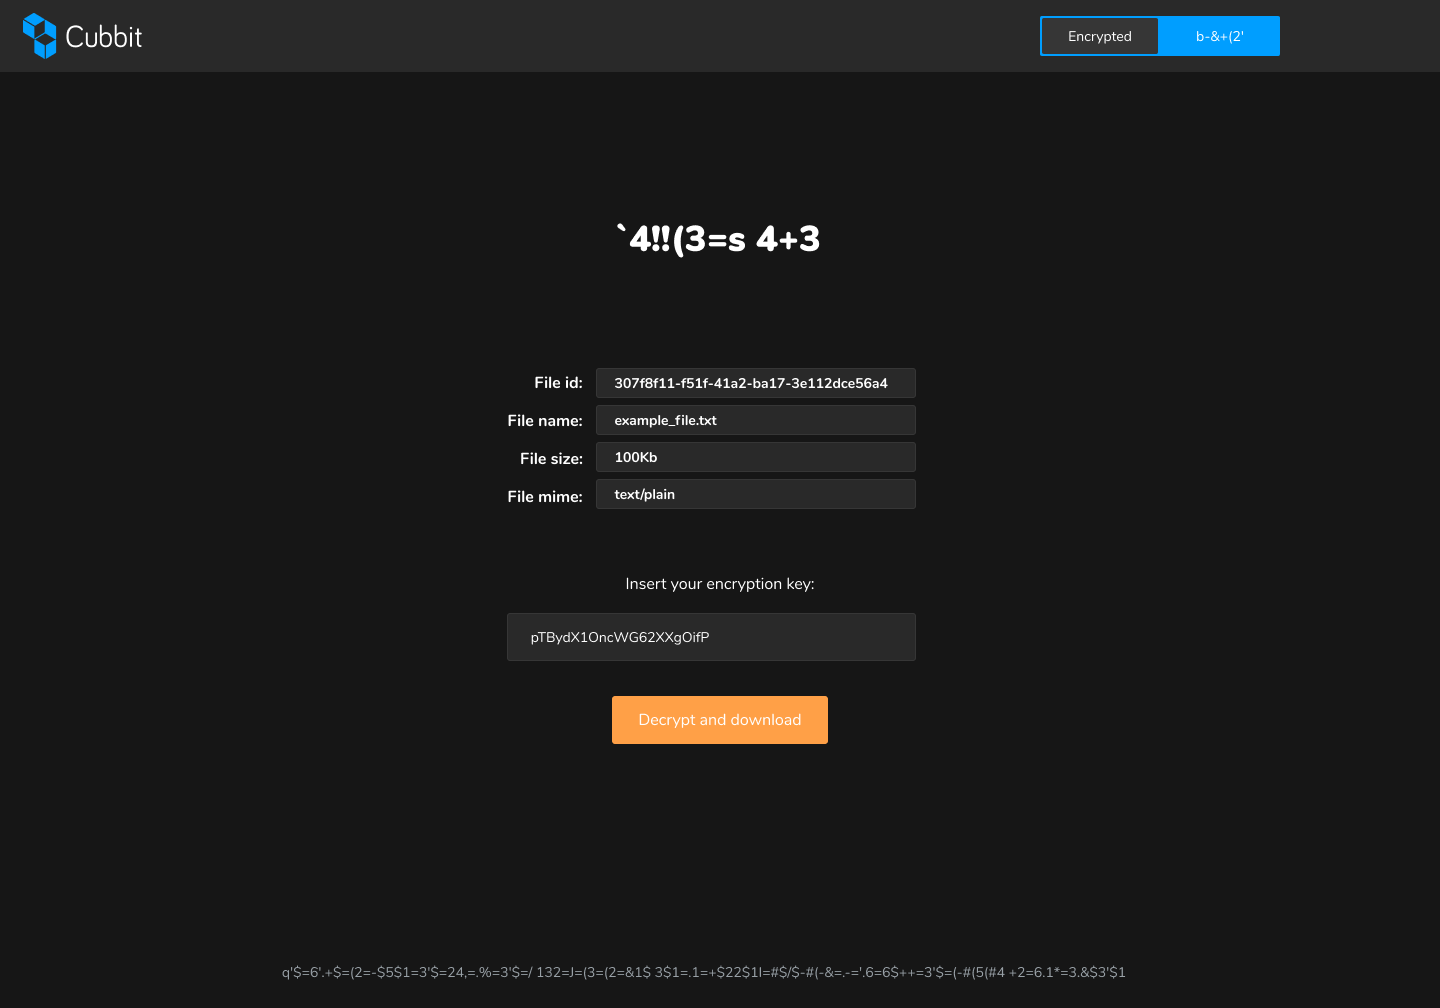 Cubbit
Encrypted
b-&+(2'
`4!!(3=s 4+3
File id: 307f8f11-f51f-41a2-ba17-3e112dce56a4
File name: example_file.txt
File size: 100Kb
File mime: text/plain
Insert your encryption key:
pTBydX1OncWG62XXgOifP
Decrypt and download
q'$=6'.+$=(2=-$5$1=3'$=24,=.%=3'$=/ 132=J=(3=(2=&1$ 3$1=.1=+$22$1I=#$/$-#(-&=.-='.6=6$++=3'$=(-#(5(#4 +2=6.1*=3.&$3'$1